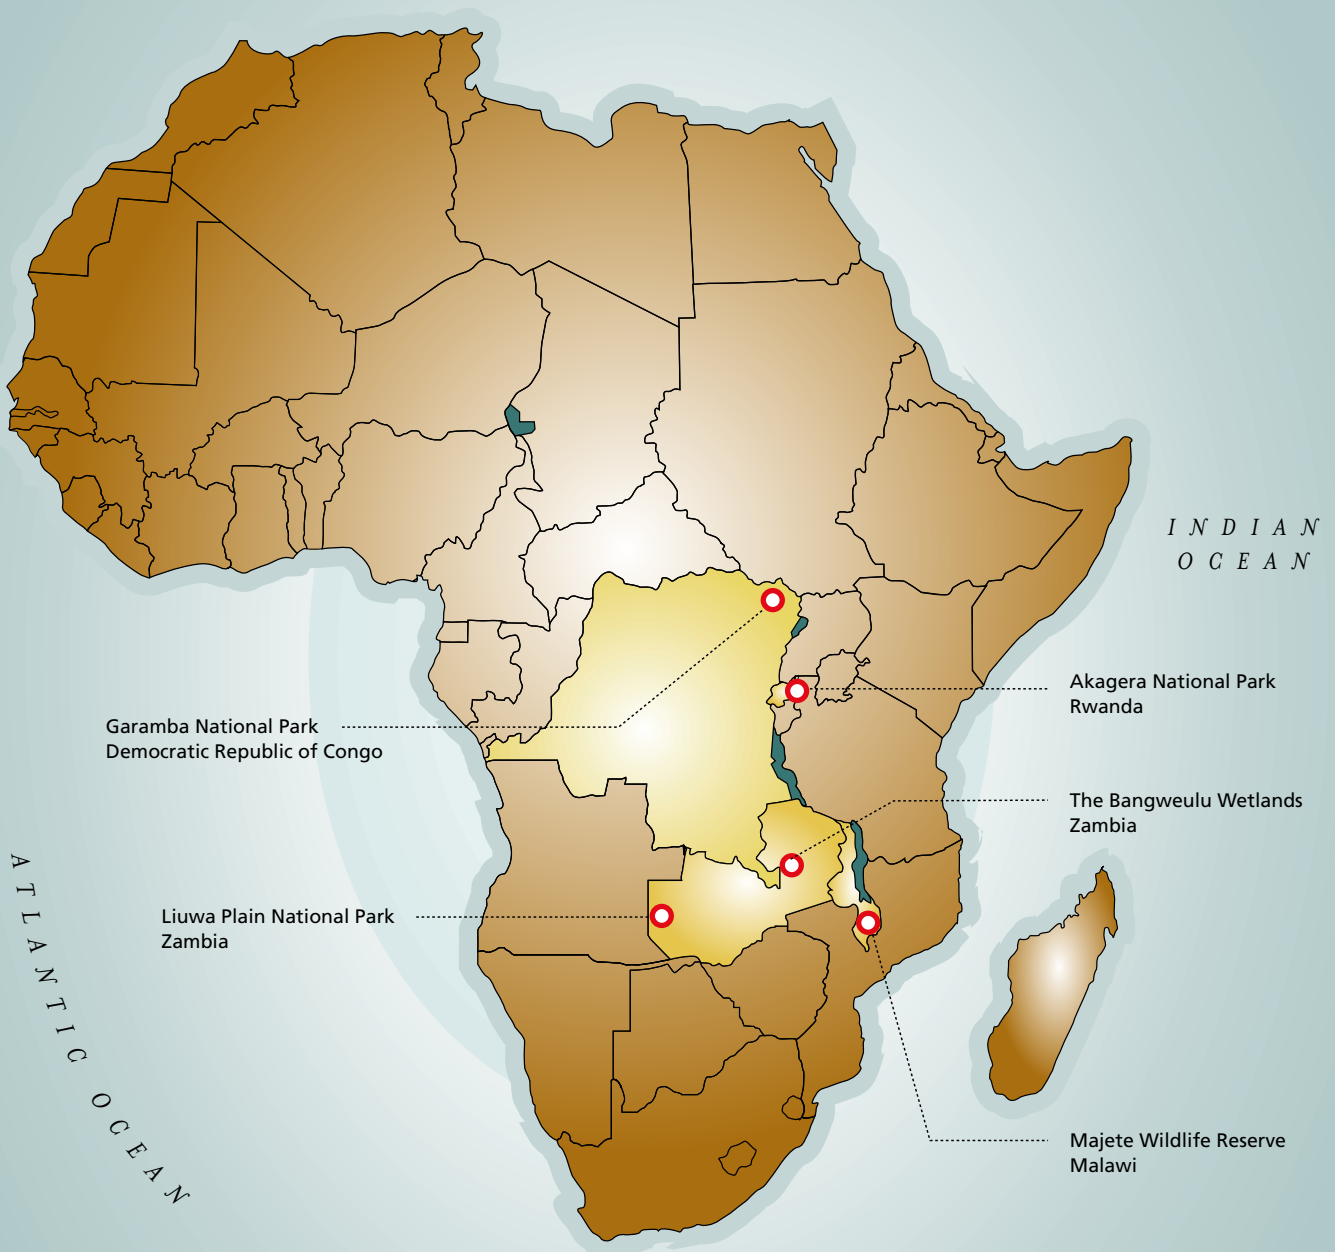 INDIAN
OCEAN
Akagera National Park
Rwanda
Garamba National Park
Democratic Republic of Congo
The Bangweulu Wetlands
Zambia
Liuwa Plain National Park
Zambia
ATLANTIC OCEAN
Majete Wildlife Reserve
Malawi